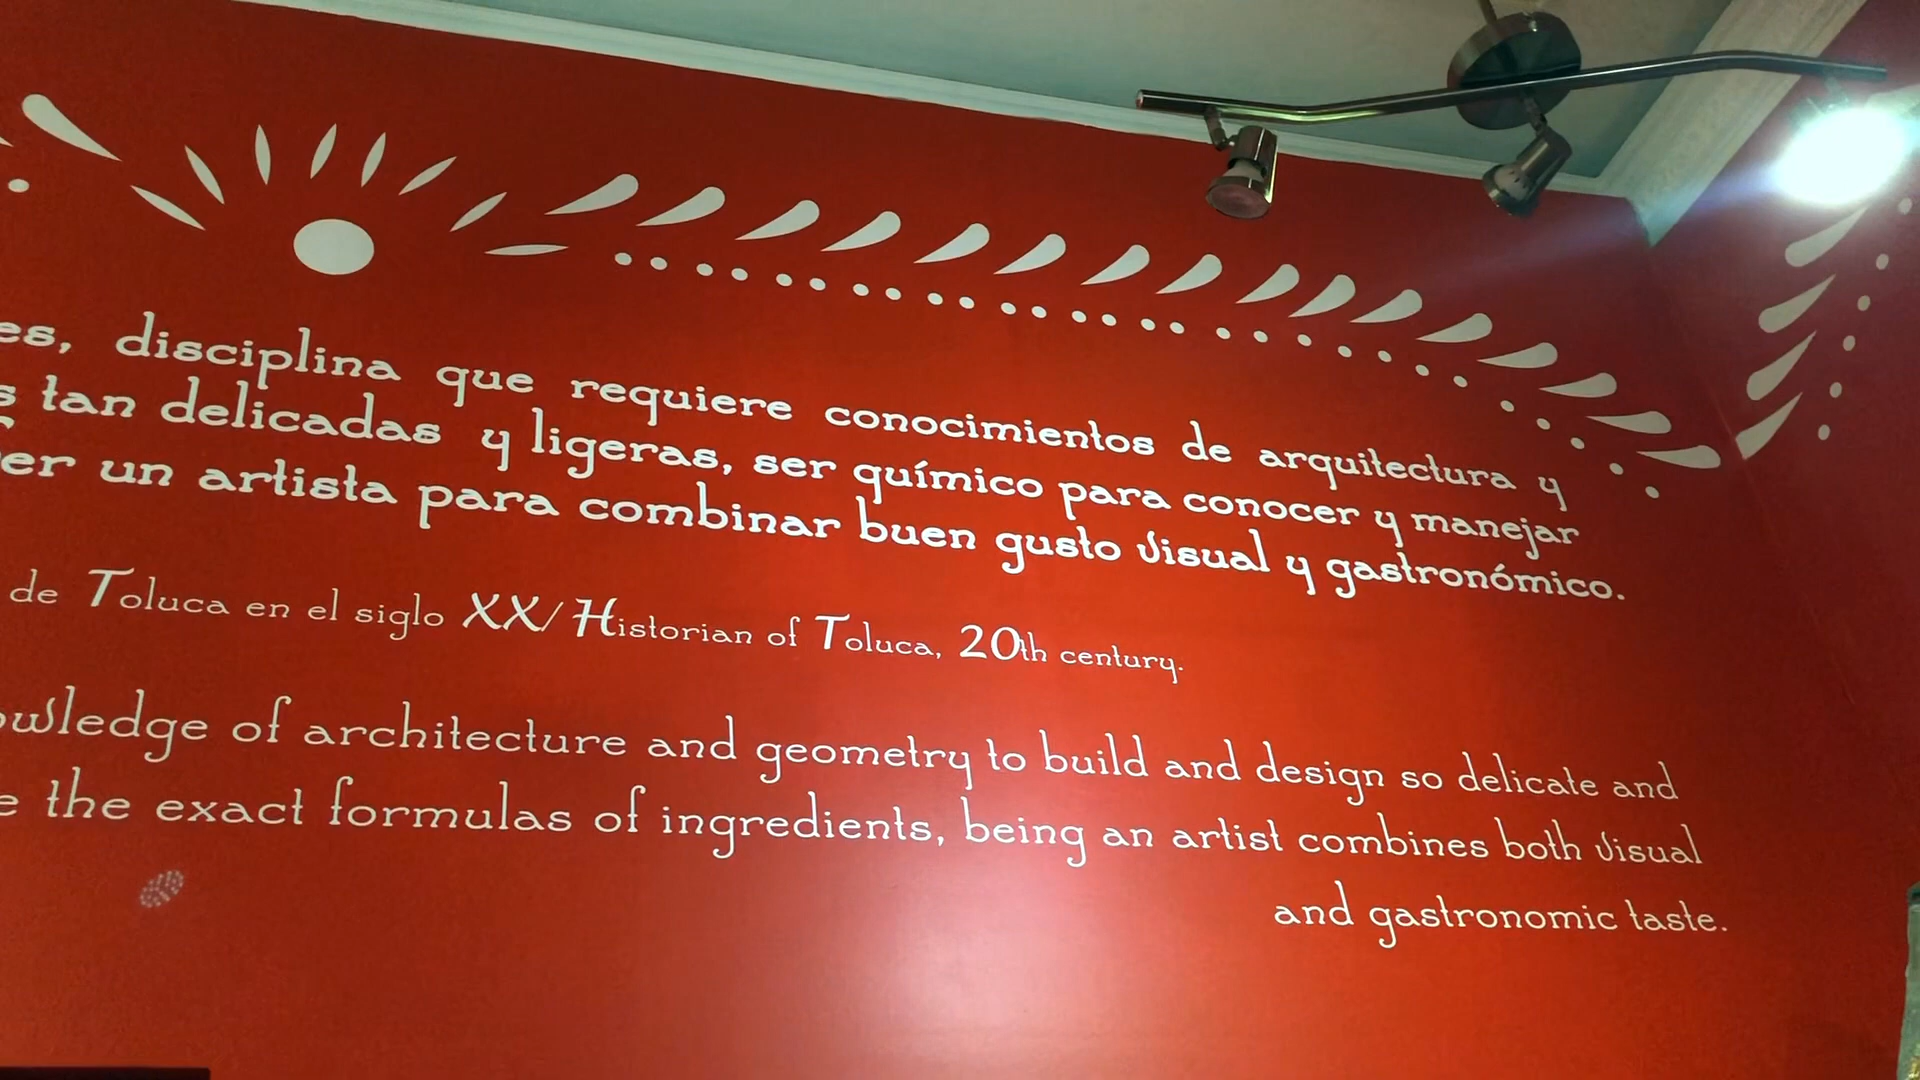 disciplina que requiere conocimientos de arquitectura y
tan delicadas y ligeras, ser químico para conocer y manejar
un artista para combinar buen gusto visual y gastronómico.
de Toluca en el siglo XX/Historian of Toluca, 20th century.
of architecture and geometry to build and design so delicate and
the exact formulas of ingredients, being an artist combines both visual
and gastronomic taste.